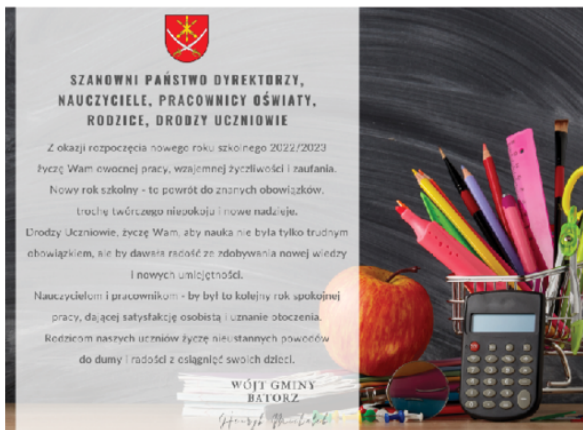 SZANOWNI PAŃSTWO DYREKTORZY,
NAUCZYCIELE, PRACOWNICY OŚWIATY,
RODZICE, DRODZY UCZNIOWIE
Z okazji rozpoczęcia nowego roku szkolnego 2022/2023
życzę Wam owocnej pracy, wzajemnej życzliwości i zaufania.
Nowy rok szkolny - to powrót do znanych obowiązków,
trochę twórczego niepokoju i nowe nadzieje.
Drodzy Uczniowie, życzę Wam, aby nauka nie była tylko trudnym
obowiązkiem, ale by dawała radość ze zdobywania nowej wiedzy
i nowych umiejętności.
Nauczycielom i pracownikom - by był to kolejny rok spokojnej
pracy, dającej satysfakcję osobistą i uznanie otoczenia.
Rodzicom naszych uczniów życzę nieustannych powodów
do dumy i radości z osiągnięć swoich dzieci.
WÓJT GMINY
BATORZ